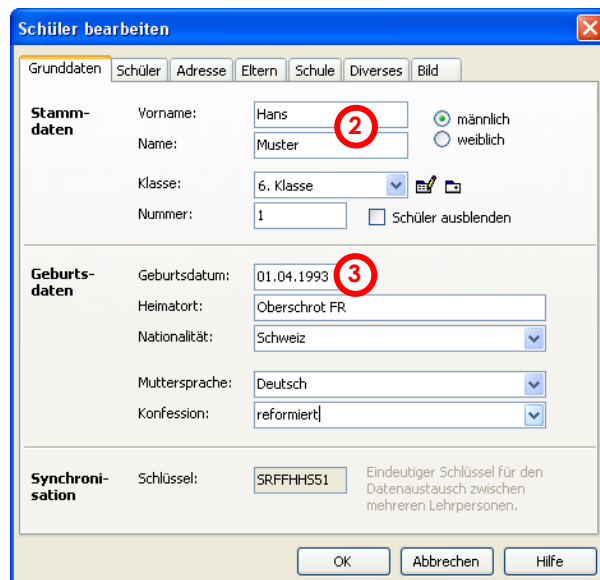 Schüler bearbeiten
Grunddaten Schüler Adresse Eltern Schule Diverses Bild
Stamm-
daten
Vorname: Hans
2
männlich
Name: Muster
weiblich
Klasse: 6. Klasse
Nummer: 1 Schüler ausblenden
Geburts-
daten
Geburtsdatum: 01.04.1993 3
Heimatort: Oberschrot FR
Nationalität: Schweiz
Muttersprache: Deutsch
Konfession: reformiert
Synchroni-
sation
Schlüssel: SRFFHHS51
Eindeutiger Schlüssel für den
Datenaustausch zwischen
mehreren Lehrpersonen.
OK Abbrechen Hilfe